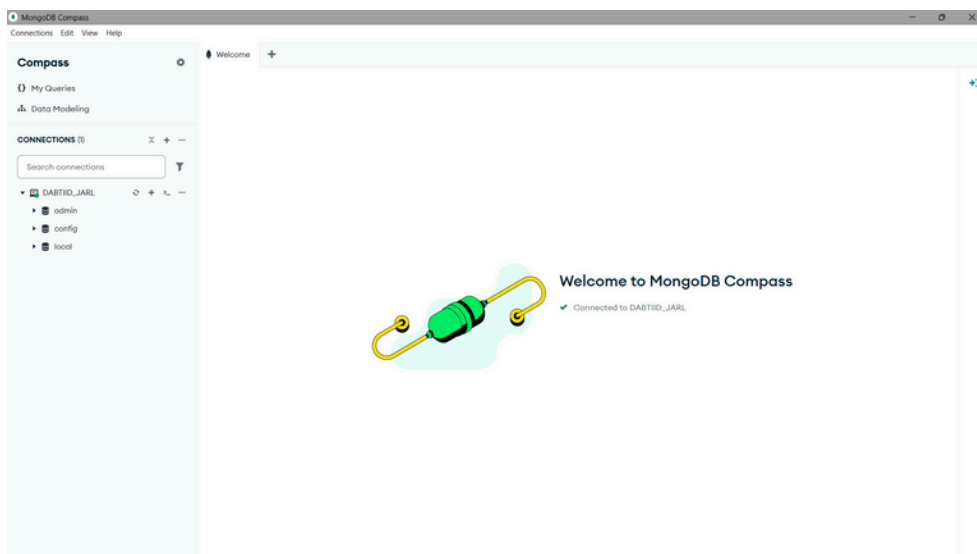 MongoDB Compass
Connections Edit View Help
Compass
Welcome
My Queries
Data Modeling
CONNECTIONS (1)
Search connections
DABTIID_JARL
admin
config
local
Welcome to MongoDB Compass
Connected to DABTIID_JARL